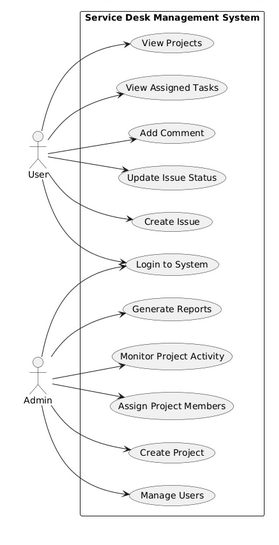 Service Desk Management System
View Projects
View Assigned Tasks
Add Comment
Update Issue Status
User
Create Issue
Login to System
Generate Reports
Monitor Project Activity
Admin
Assign Project Members
Create Project
Manage Users